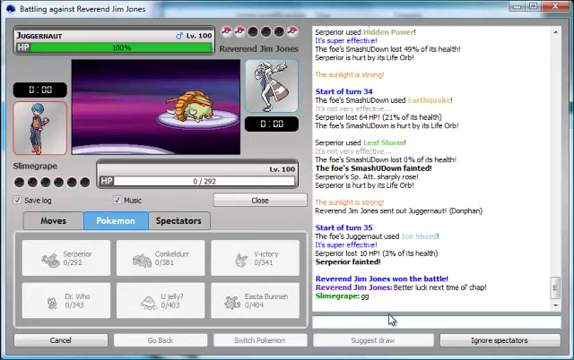 Battling against Reverend Jim Jones
Juggernaut
Lv. 100
HP
100%
Reverend Jim Jones
0 : 00
0 : 00
Slimegrape
Lv. 100
HP
0 / 292
Save log
Music
Close
Moves
Pokemon
Spectators
Serperior
0/292
Conkeldurr
0/381
V-ictory
0/341
Dr. Who
0/343
U jelly?
0/403
Easta Bunneh
0/404
Serperior used Hidden Power!
It's super effective!
The foe's SmashUDown lost 49% of its health!
Serperior is hurt by its Life Orb!
The sunlight is strong!
Start of turn 34
The foe's SmashUDown used Earthquake!
It's not very effective...
Serperior lost 64 HP! (21% of its health)
The foe's SmashUDown is hurt by its Life Orb!
Serperior used Leaf Storm!
It's not very effective...
The foe's SmashUDown lost 0% of its health!
The foe's SmashUDown fainted!
Serperior's Sp. Att. sharply rose!
Serperior is hurt by its Life Orb!
The sunlight is strong!
Reverend Jim Jones sent out Juggernaut! (Donphan)
Start of turn 35
The foe's Juggernaut used Ice Shard!
It's super effective!
Serperior lost 10 HP! (3% of its health)
Serperior fainted!
Reverend Jim Jones won the battle!
Reverend Jim Jones: Better luck next time ol' chap!
Slimegrape: gg
Cancel
Go Back
Switch Pokemon
Suggest draw
Ignore spectators